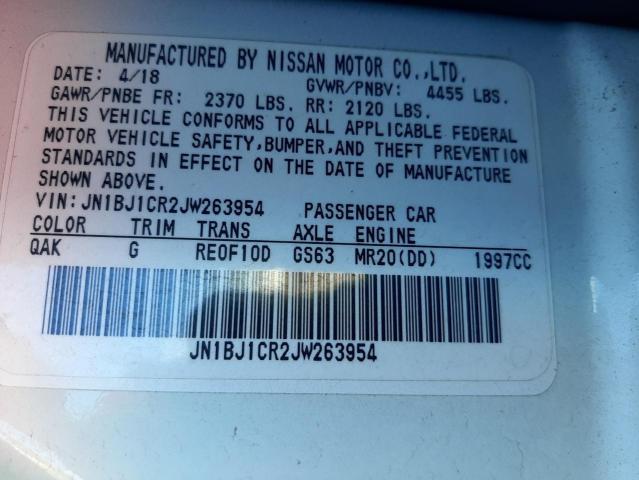 MANUFACTURED BY NISSAN MOTOR CO.,LTD.
DATE: 4/18 GVWR/PNBV: 4455 LBS.
GAWR/PNBE FR: 2370 LBS. RR: 2120 LBS.
THIS VEHICLE CONFORMS TO ALL APPLICABLE FEDERAL
MOTOR VEHICLE SAFETY,BUMPER,AND THEFT PREVENTION
STANDARDS IN EFFECT ON THE DATE OF MANUFACTURE
SHOWN ABOVE.
VIN:JN1BJ1CR2JW263954 PASSENGER CAR
COLOR TRIM TRANS AXLE ENGINE
QAK G RE0F10D GS63 MR20(DD) 1997CC
JN1BJ1CR2JW263954